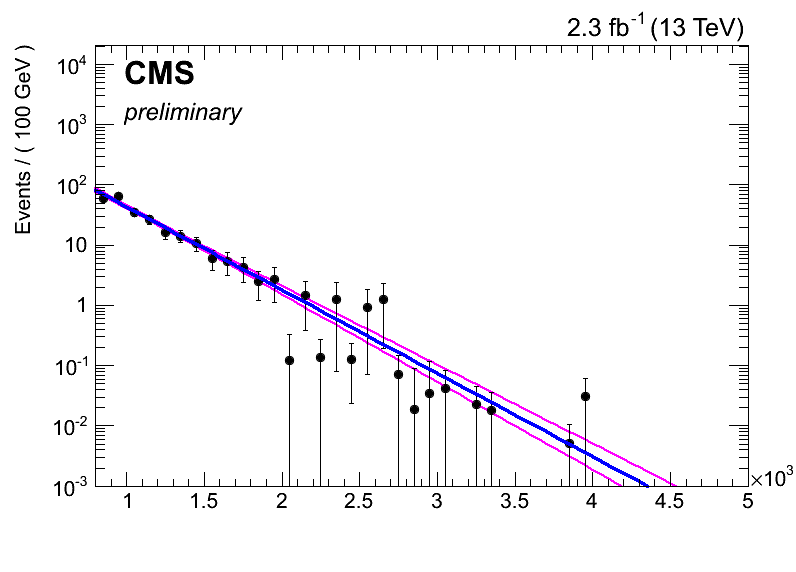 2.3 fb⁻¹ (13 TeV)
CMS
preliminary
Events / ( 100 GeV )
10⁴
10³
10²
10
1
10⁻¹
10⁻²
10⁻³
1 1.5 2 2.5 3 3.5 4 4.5 5
×10³